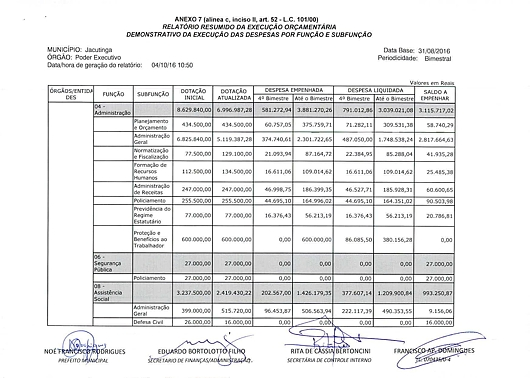 ANEXO 7 (alínea c, inciso II, art. 52 - L.C. 101/00)
RELATÓRIO RESUMIDO DA EXECUÇÃO ORÇAMENTÁRIA
DEMONSTRATIVO DA EXECUÇÃO DAS DESPESAS POR FUNÇÃO E SUBFUNÇÃO
MUNICÍPIO: Jacutinga Data Base: 31/08/2016
ÓRGÃO: Poder Executivo Periodicidade: Bimestral
Data/hora de geração do relatório: 04/10/16 10:50
Valores em Reais
ÓRGÃOS/ENTIDADES FUNÇÃO SUBFUNÇÃO DOTAÇÃO INICIAL DOTAÇÃO ATUALIZADA DESPESA EMPENHADA DESPESA LIQUIDADA SALDO A EMPENHAR
4º Bimestre Até o Bimestre 4º Bimestre Até o Bimestre
04 - Administração 8.629.840,00 6.996.987,28 581.272,94 3.881.270,26 791.012,86 3.039.021,08 3.115.717,02
Planejamento e Orçamento 434.500,00 434.500,00 60.757,05 375.759,71 71.282,11 309.531,38 58.740,29
Administração Geral 6.825.840,00 5.119.387,28 374.740,61 2.301.722,65 487.050,00 1.748.538,24 2.817.664,63
Normatização e Fiscalização 77.500,00 129.100,00 21.093,94 87.164,72 22.384,95 85.288,04 41.935,28
Formação de Recursos Humanos 112.500,00 134.500,00 16.611,06 109.014,62 16.611,06 109.014,62 25.485,38
Administração de Receitas 247.000,00 247.000,00 46.998,75 186.399,35 46.527,71 185.928,31 60.600,65
Policiamento 255.500,00 255.500,00 44.695,10 164.996,02 44.695,16 164.351,02 90.503,98
Previdência do Regime Estatutário 77.000,00 77.000,00 16.376,43 56.213,19 16.376,43 56.213,19 20.786,81
Proteção e Benefícios ao Trabalhador 600.000,00 600.000,00 0,00 600.000,00 86.085,50 380.156,28 0,00
06 - Segurança Pública 27.000,00 27.000,00 0,00 0,00 0,00 0,00 27.000,00
Policiamento 27.000,00 27.000,00 0,00 0,00 0,00 0,00 27.000,00
08 - Assistência Social 3.237.500,00 2.419.430,22 202.567,00 1.426.179,35 377.607,14 1.209.900,84 993.250,87
Administração Geral 399.000,00 515.720,00 96.453,87 506.563,94 222.117,39 490.353,55 9.156,06
Defesa Civil 26.000,00 16.000,00 0,00 0,00 0,00 0,00 16.000,00
NOÉ FRANCISCO RODRIGUES EDUARDO BORTOLOTTO FILHO RITA DE CÁSSIA BERTONCINI FRANCISCO AP. DOMINGUES
PREFEITO MUNICIPAL SECRETÁRIO DE FINANÇAS/ADMINISTRAÇÃO SECRETÁRIA DE CONTROLE INTERNO